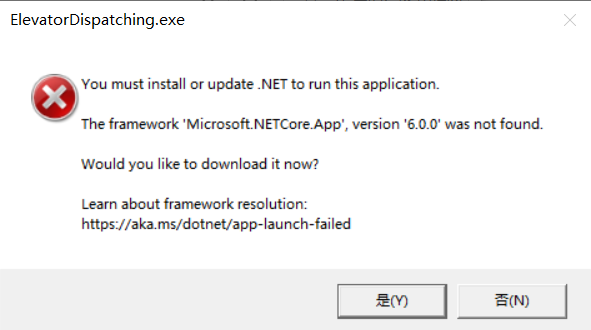 ElevatorDispatching.exe
You must install or update .NET to run this application.
The framework 'Microsoft.NETCore.App', version '6.0.0' was not found.
Would you like to download it now?
Learn about framework resolution:
https://aka.ms/dotnet/app-launch-failed
是(Y) 否(N)